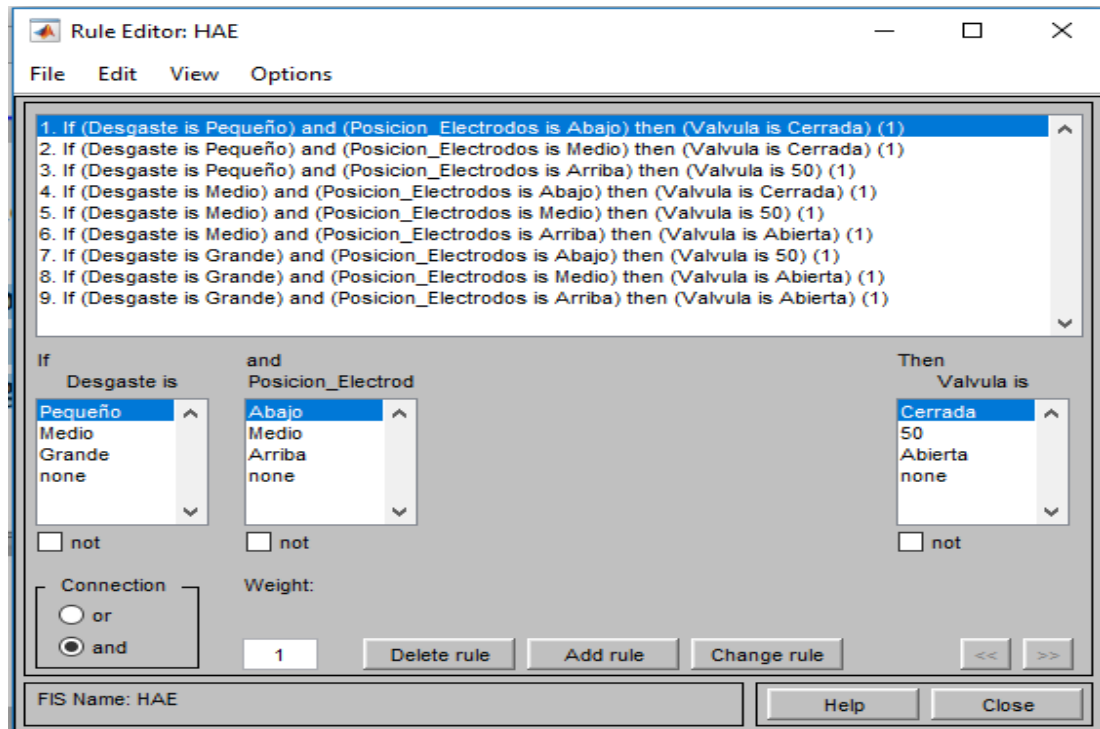 Rule Editor: HAE
File Edit View Options
1. If (Desgaste is Pequeño) and (Posicion_Electrodos is Abajo) then (Valvula is Cerrada) (1)
2. If (Desgaste is Pequeño) and (Posicion_Electrodos is Medio) then (Valvula is Cerrada) (1)
3. If (Desgaste is Pequeño) and (Posicion_Electrodos is Arriba) then (Valvula is 50) (1)
4. If (Desgaste is Medio) and (Posicion_Electrodos is Abajo) then (Valvula is Cerrada) (1)
5. If (Desgaste is Medio) and (Posicion_Electrodos is Medio) then (Valvula is 50) (1)
6. If (Desgaste is Medio) and (Posicion_Electrodos is Arriba) then (Valvula is Abierta) (1)
7. If (Desgaste is Grande) and (Posicion_Electrodos is Abajo) then (Valvula is 50) (1)
8. If (Desgaste is Grande) and (Posicion_Electrodos is Medio) then (Valvula is Abierta) (1)
9. If (Desgaste is Grande) and (Posicion_Electrodos is Arriba) then (Valvula is Abierta) (1)
If and Then
Desgaste is Posicion_Electrod Valvula is
Pequeño Abajo Cerrada
Medio Medio 50
Grande Arriba Abierta
none none none
not not not
Connection Weight:
or
and 1 Delete rule Add rule Change rule << >>
FIS Name: HAE Help Close